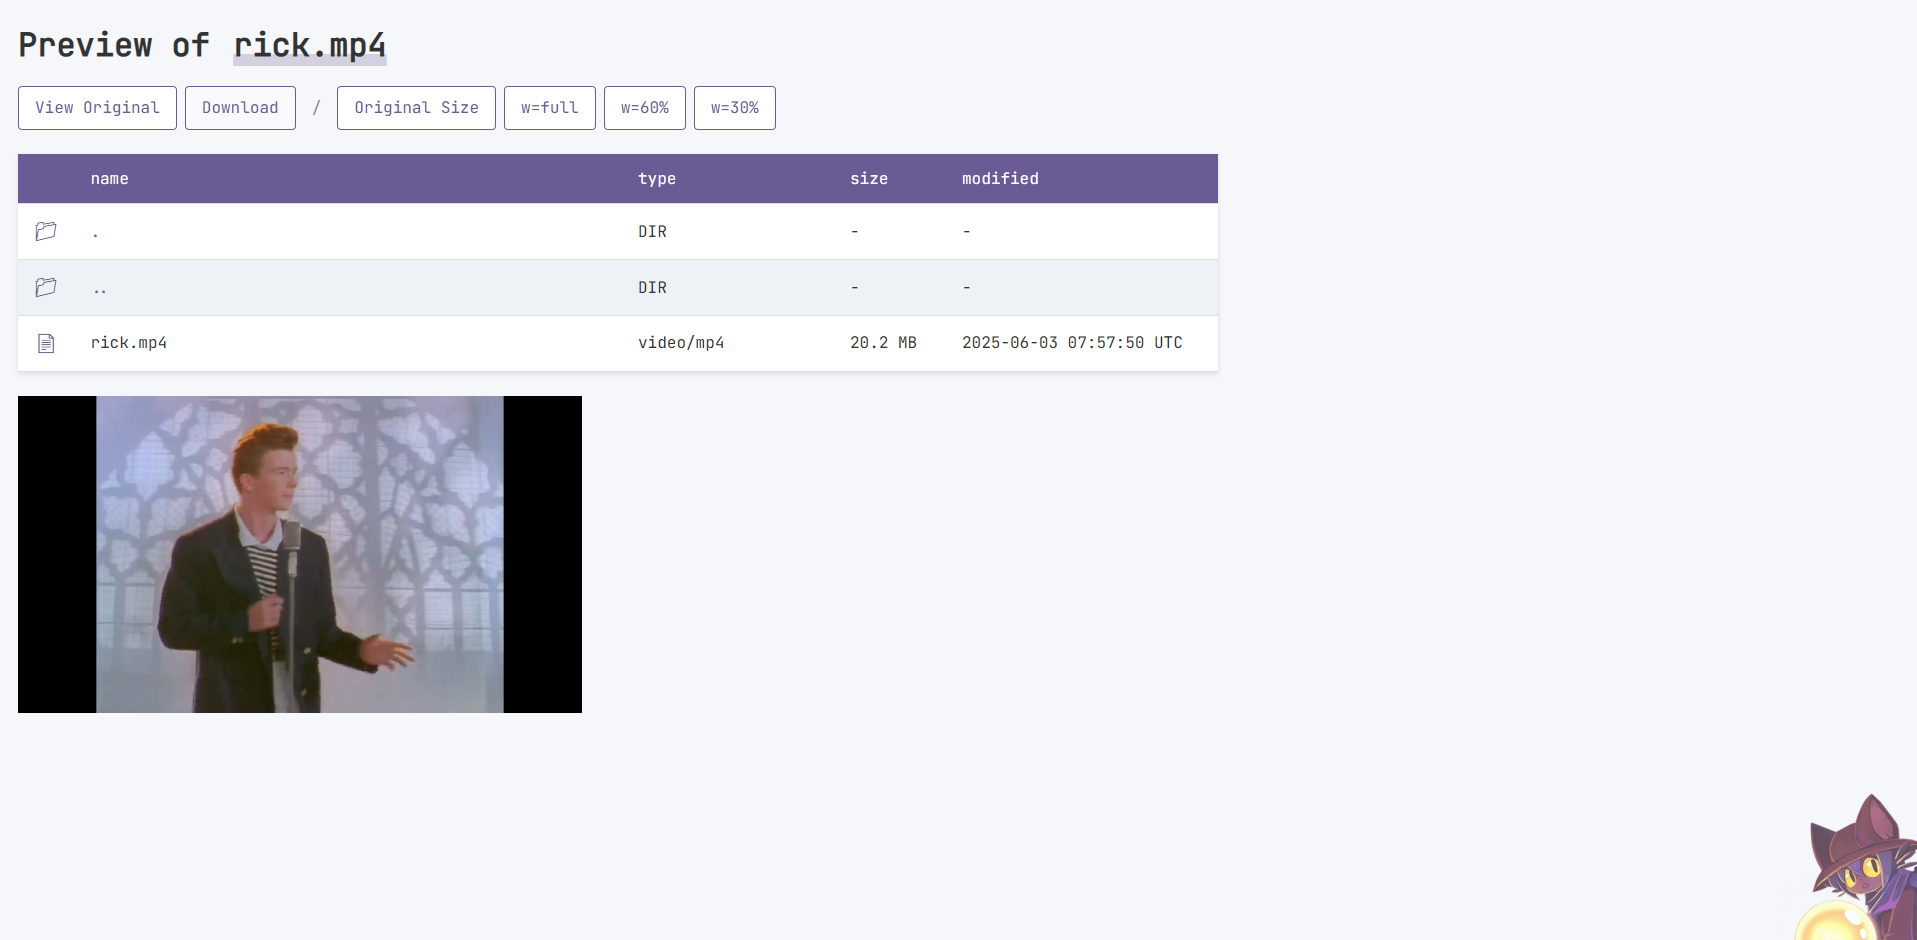 Preview of rick.mp4
View Original Download / Original Size w=full w=60% w=30%
name type size modified
. DIR - -
.. DIR - -
rick.mp4 video/mp4 20.2 MB 2025-06-03 07:57:50 UTC